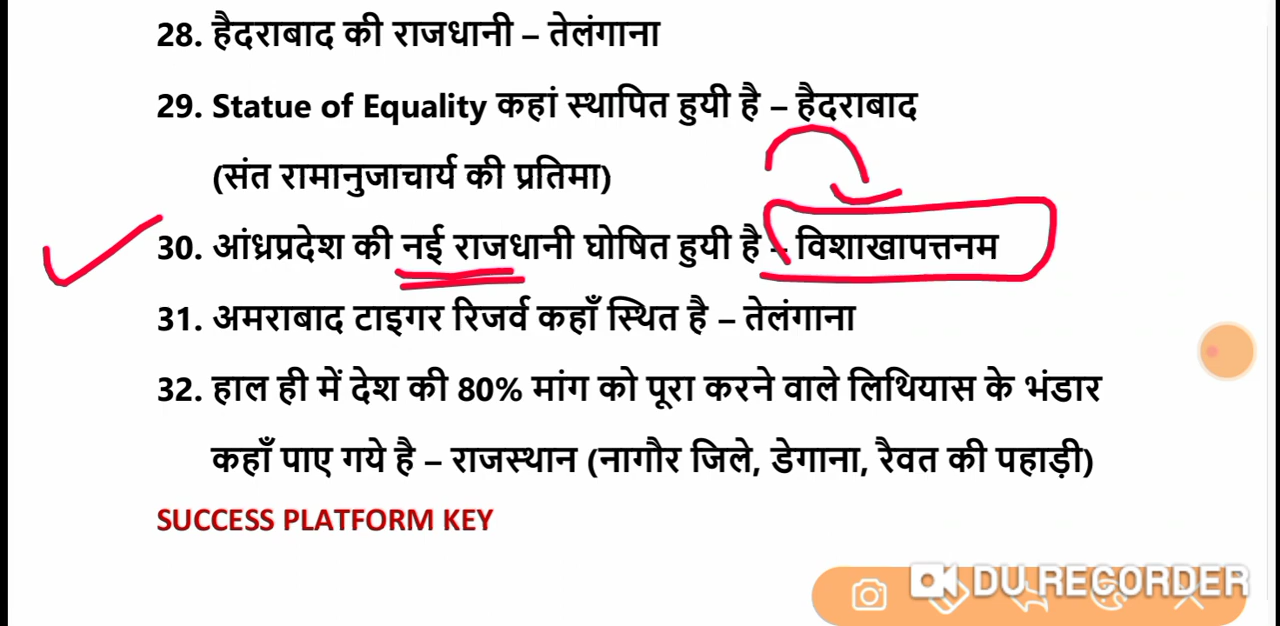 28. हैदराबाद की राजधानी – तेलंगाना
29. Statue of Equality कहां स्थापित हुयी है – हैदराबाद
(संत रामानुजाचार्य की प्रतिमा)
30. आंध्रप्रदेश की नई राजधानी घोषित हुयी है – विशाखापत्तनम
31. अमराबाद टाइगर रिजर्व कहाँ स्थित है – तेलंगाना
32. हाल ही में देश की 80% मांग को पूरा करने वाले लिथियास के भंडार
कहाँ पाए गये है – राजस्थान (नागौर जिले, डेगाना, रैवत की पहाड़ी)
SUCCESS PLATFORM KEY
DU RECORDER